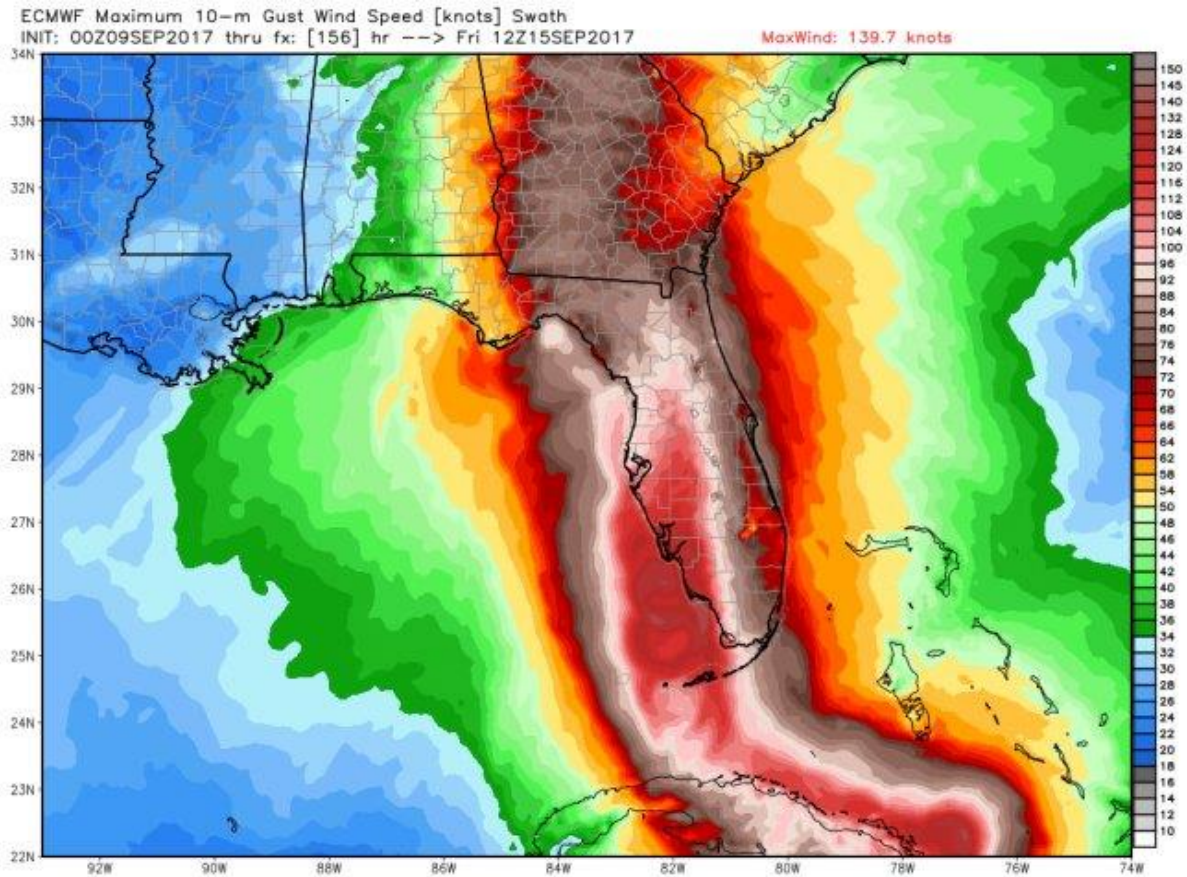 ECMWF Maximum 10-m Gust Wind Speed [knots] Swath
INIT: 00Z09SEP2017 thru fx: [156] hr --> Fri 12Z15SEP2017 MaxWind: 139.7 knots
34N
33N
32N
31N
30N
29N
28N
27N
26N
25N
24N
23N
22N
92W 90W 88W 86W 84W 82W 80W 78W 76W 74W
150
145
140
132
128
124
120
116
112
108
104
100
96
92
88
84
80
76
74
72
70
68
66
64
62
58
54
50
48
46
44
42
40
38
36
34
30
28
26
24
22
20
18
16
14
12
10